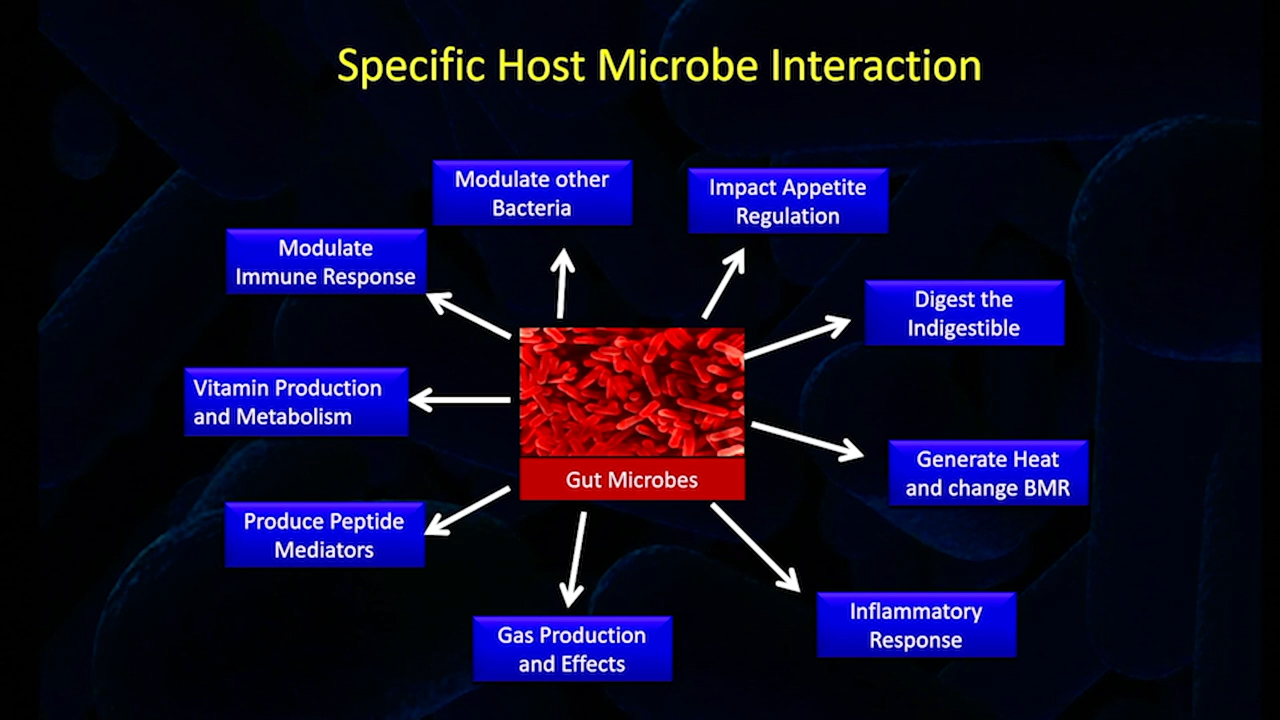 Specific Host Microbe Interaction
Modulate other
Bacteria
Impact Appetite
Regulation
Modulate
Immune Response
Digest the
Indigestible
Vitamin Production
and Metabolism
Gut Microbes
Generate Heat
and change BMR
Produce Peptide
Mediators
Gas Production
and Effects
Inflammatory
Response